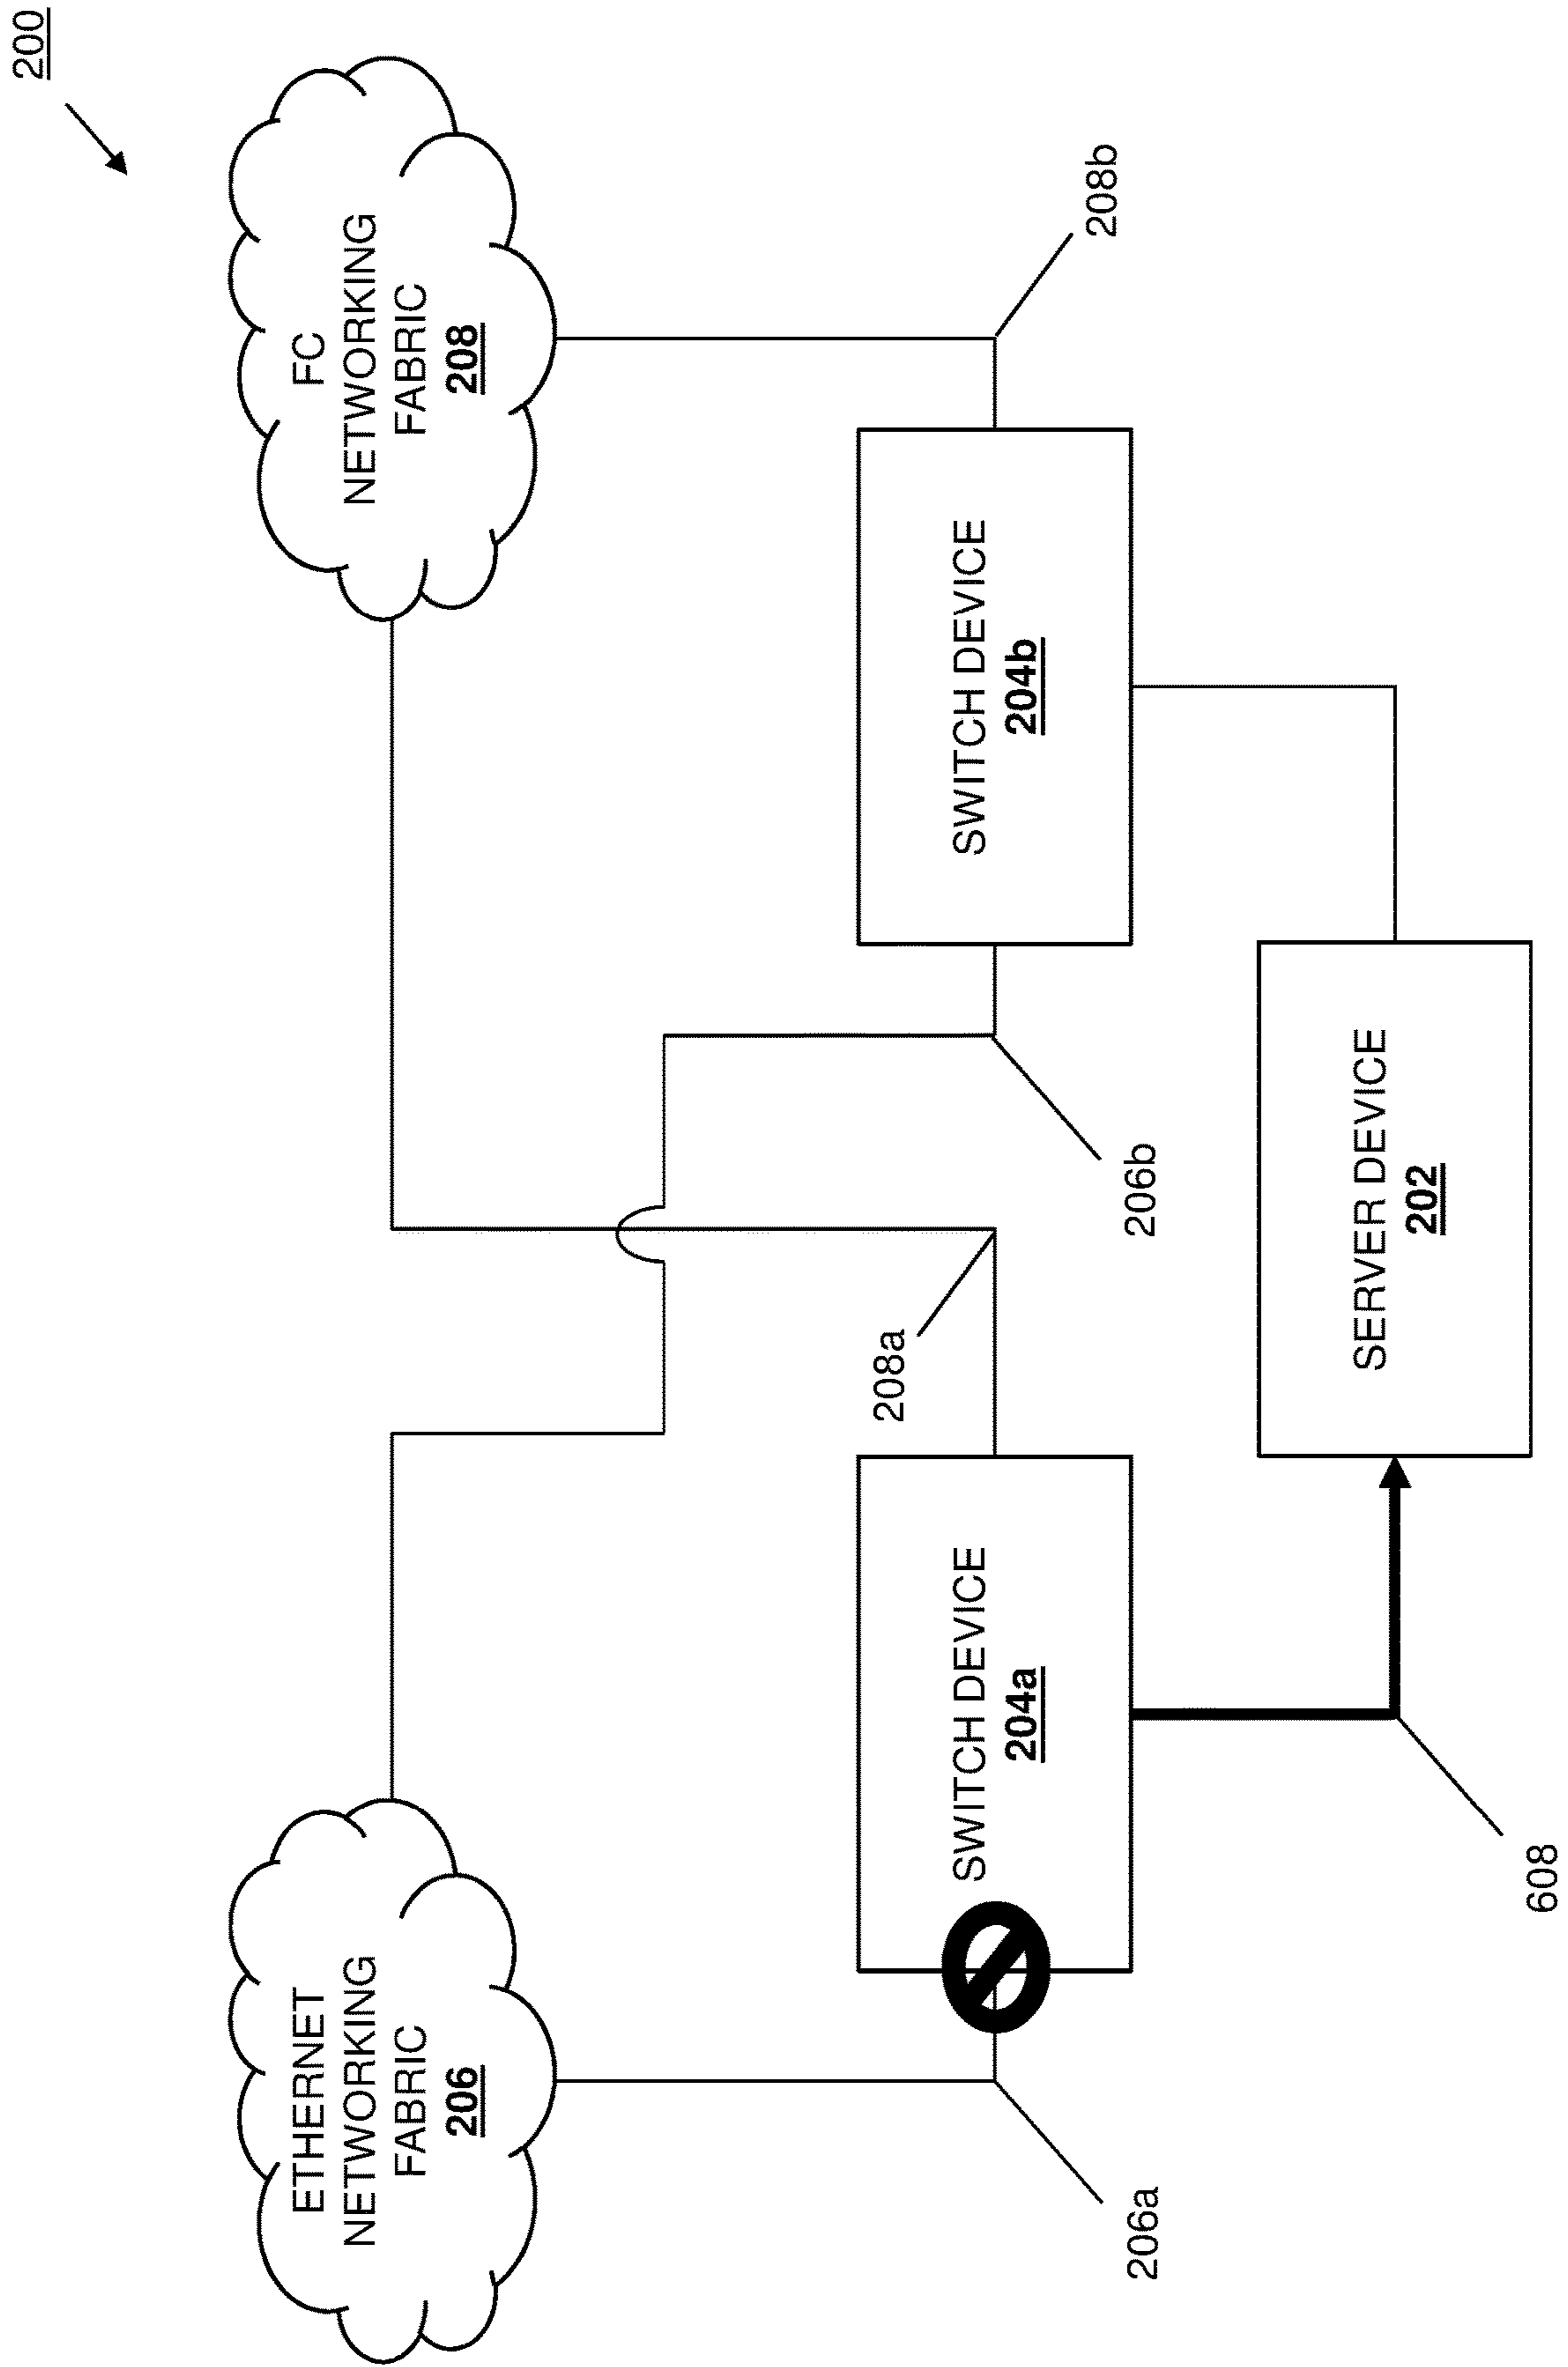 200
ETHERNET
NETWORKING
FABRIC
206
FC
NETWORKING
FABRIC
208
208a
206a
SWITCH DEVICE
204a
206b
SWITCH DEVICE
204b
208b
608
SERVER DEVICE
202